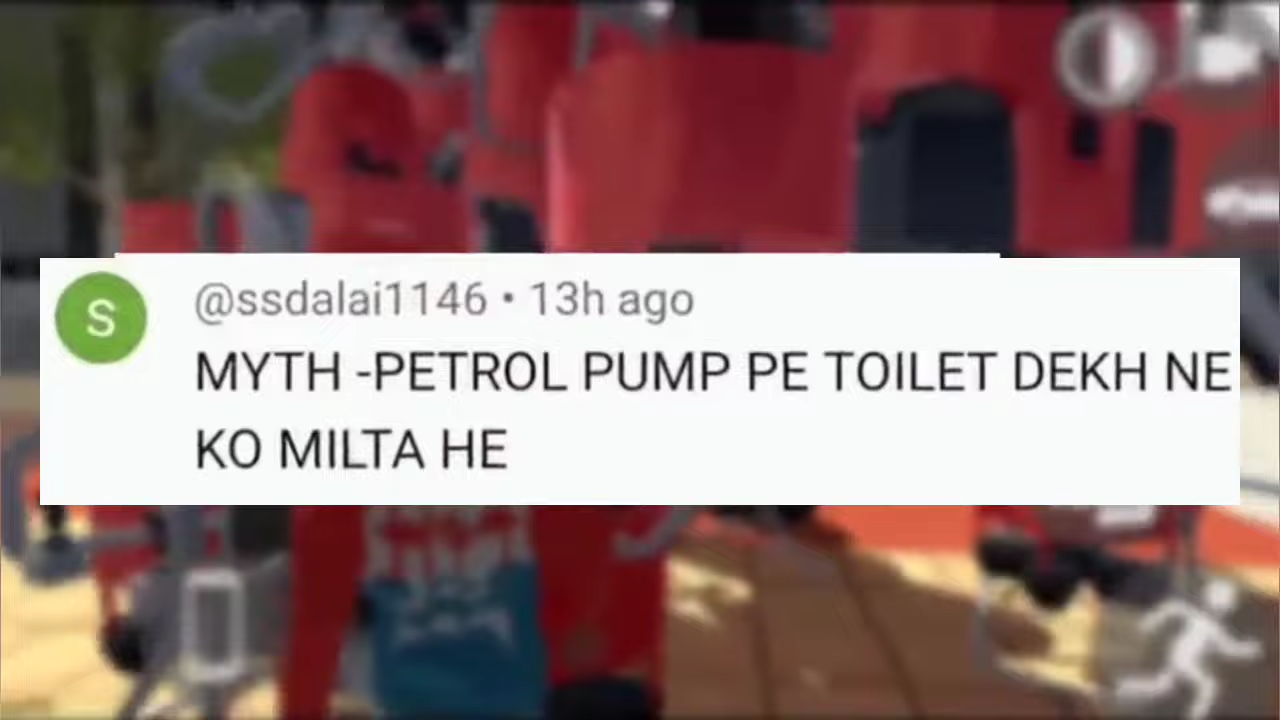 S
@ssdalai1146 • 13h ago
MYTH -PETROL PUMP PE TOILET DEKH NE
KO MILTA HE